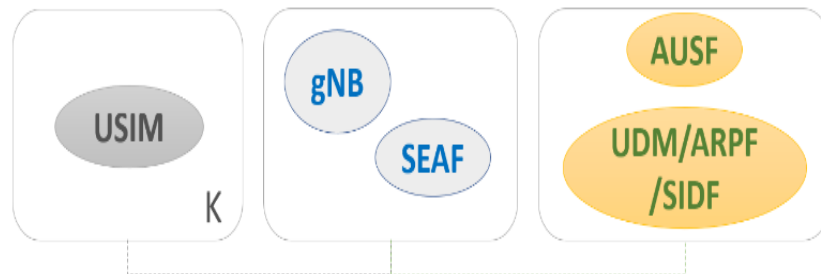 USIM
K
gNB
SEAF
AUSF
UDM/ARPF
/SIDF